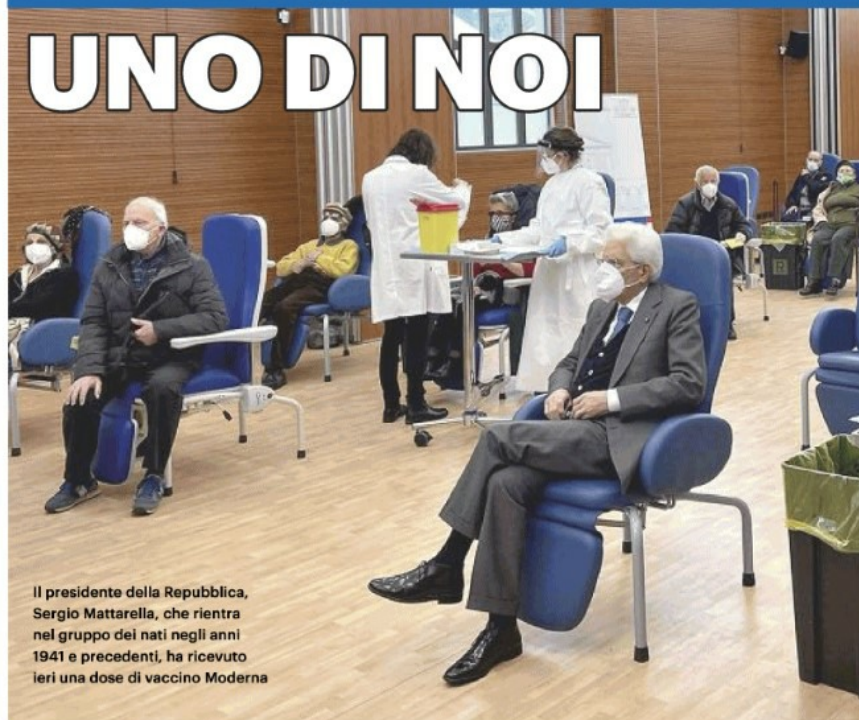 UNO DI NOI
Il presidente della Repubblica,
Sergio Mattarella, che rientra
nel gruppo dei nati negli anni
1941 e precedenti, ha ricevuto
ieri una dose di vaccino Moderna